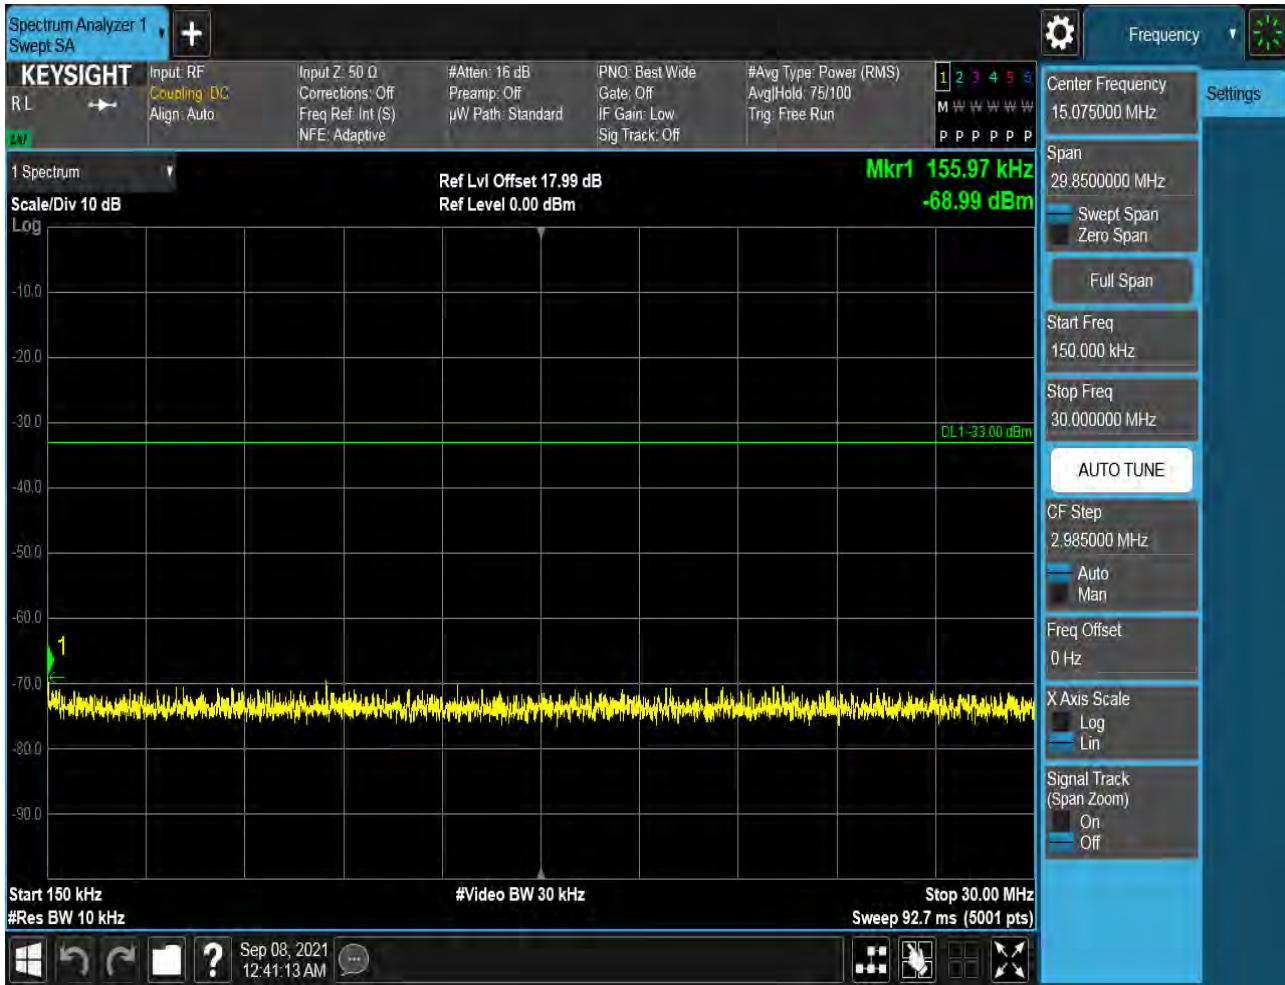 Spectrum Analyzer 1
Swept SA
+
Frequency
KEYSIGHT
R L
LNI
Input: RF
Coupling: DC
Align: Auto
Input Z: 50 Ω
Corrections: Off
Freq Ref: Int (S)
NFE: Adaptive
#Atten: 16 dB
Preamp: Off
µW Path: Standard
PNO: Best Wide
Gate: Off
IF Gain: Low
Sig Track: Off
#Avg Type: Power (RMS)
Avg|Hold: 75/100
Trig: Free Run
1 2 3 4 5 6
M W W W W W
P P P P P P
1 Spectrum
Scale/Div 10 dB
Log
Ref Lvl Offset 17.99 dB
Ref Level 0.00 dBm
Mkr1 155.97 kHz
-68.99 dBm
-10.0
-20.0
-30.0
DL1 -33.00 dBm
-40.0
-50.0
-60.0
1
-70.0
-80.0
-90.0
Start 150 kHz
#Res BW 10 kHz
#Video BW 30 kHz
Stop 30.00 MHz
Sweep 92.7 ms (5001 pts)
?
Sep 08, 2021
12:41:13 AM
Center Frequency
15.075000 MHz
Settings
Span
29.8500000 MHz
Swept Span
Zero Span
Full Span
Start Freq
150.000 kHz
Stop Freq
30.000000 MHz
AUTO TUNE
CF Step
2.985000 MHz
Auto
Man
Freq Offset
0 Hz
X Axis Scale
Log
Lin
Signal Track
(Span Zoom)
On
Off